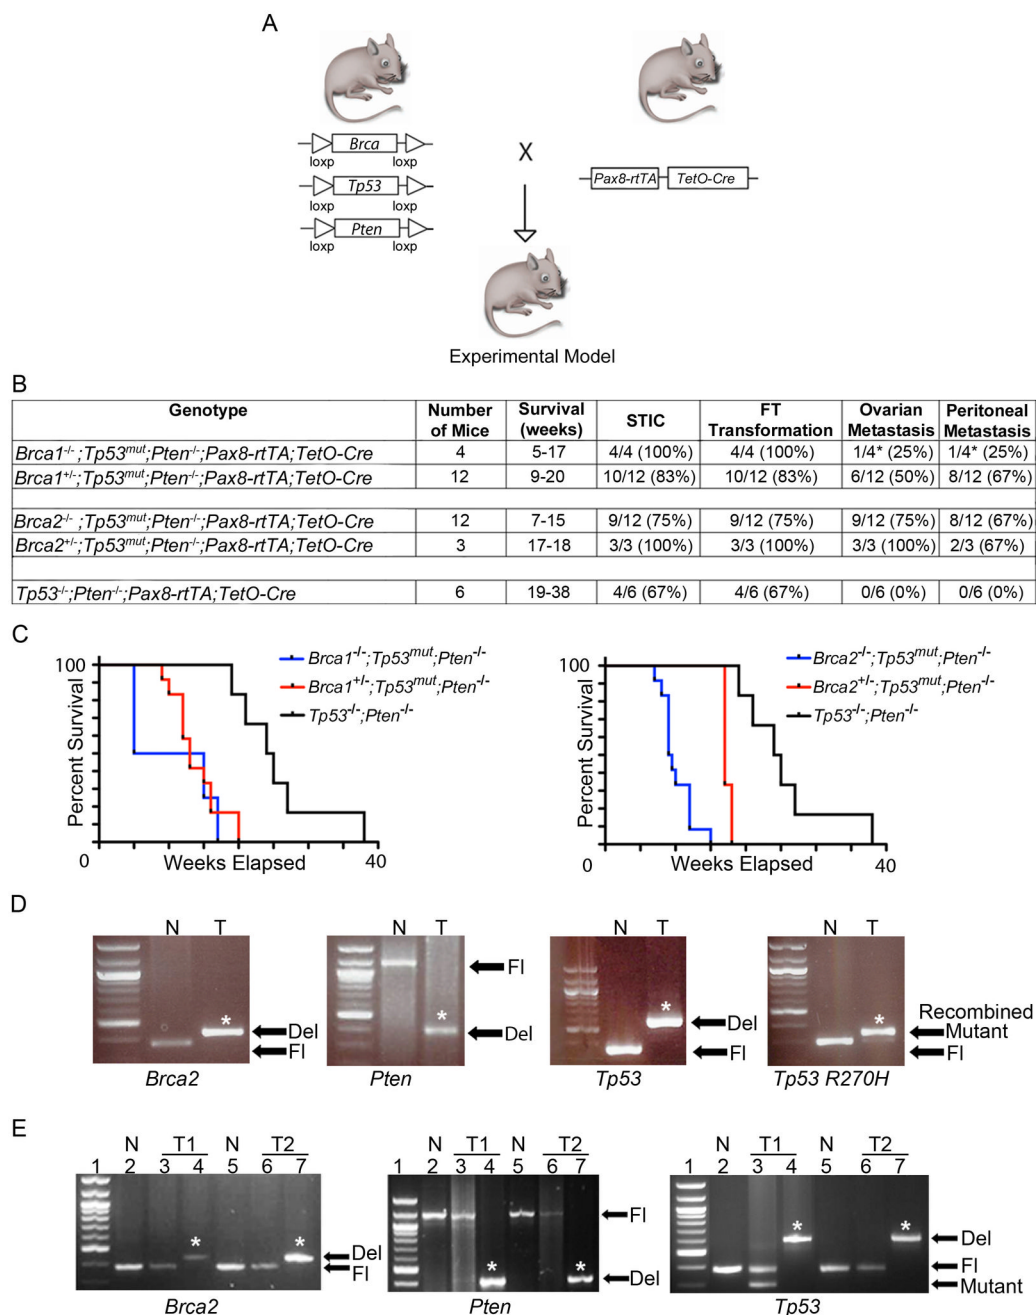 A
Brca
loxp loxp
Tp53
loxp loxp
Pten
loxp loxp
X
Pax8-rtTA TetO-Cre
Experimental Model
B
Genotype Number of Mice Survival (weeks) STIC FT Transformation Ovarian Metastasis Peritoneal Metastasis
Brca1-/-;Tp53mut;Pten-/-;Pax8-rtTA;TetO-Cre 4 5-17 4/4 (100%) 4/4 (100%) 1/4* (25%) 1/4* (25%)
Brca1+/-;Tp53mut;Pten-/-;Pax8-rtTA;TetO-Cre 12 9-20 10/12 (83%) 10/12 (83%) 6/12 (50%) 8/12 (67%)
Brca2-/-;Tp53mut;Pten-/-;Pax8-rtTA;TetO-Cre 12 7-15 9/12 (75%) 9/12 (75%) 9/12 (75%) 8/12 (67%)
Brca2+/-;Tp53mut;Pten-/-;Pax8-rtTA;TetO-Cre 3 17-18 3/3 (100%) 3/3 (100%) 3/3 (100%) 2/3 (67%)
Tp53-/-;Pten-/-;Pax8-rtTA;TetO-Cre 6 19-38 4/6 (67%) 4/6 (67%) 0/6 (0%) 0/6 (0%)
C
100
Percent Survival
0
Weeks Elapsed
40
Brca1-/-;Tp53mut;Pten-/-
Brca1+/-;Tp53mut;Pten-/-
Tp53-/-;Pten-/-
100
Percent Survival
0
Weeks Elapsed
40
Brca2-/-;Tp53mut;Pten-/-
Brca2+/-;Tp53mut;Pten-/-
Tp53-/-;Pten-/-
D
N T
*
Del
Fl
Brca2
N T
Fl
*
Del
Pten
N T
*
Del
Fl
Tp53
N T
*
Recombined
Mutant
Fl
Tp53 R270H
E
N T1 N T2
1 2 3 4 5 6 7
* *
Del
Fl
Brca2
N T1 N T2
1 2 3 4 5 6 7
Fl
* *
Del
Pten
N T1 N T2
1 2 3 4 5 6 7
* *
Del
Fl
Mutant
Tp53